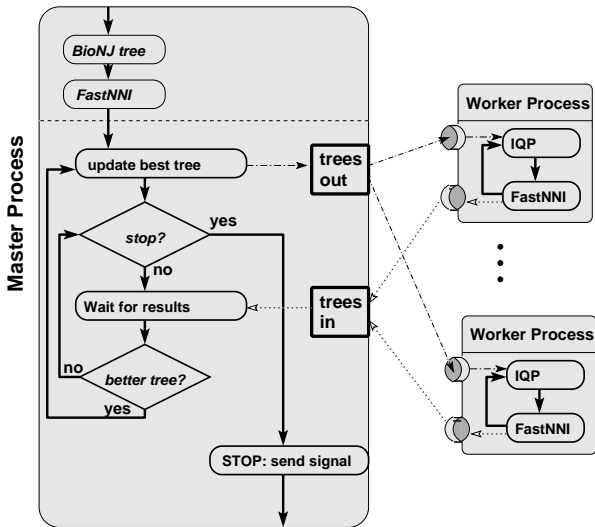 Master Process
BioNJ tree
FastNNI
update best tree
trees
out
stop?
yes
no
Wait for results
trees
in
no
better tree?
yes
STOP: send signal
Worker Process
IQP
FastNNI
Worker Process
IQP
FastNNI